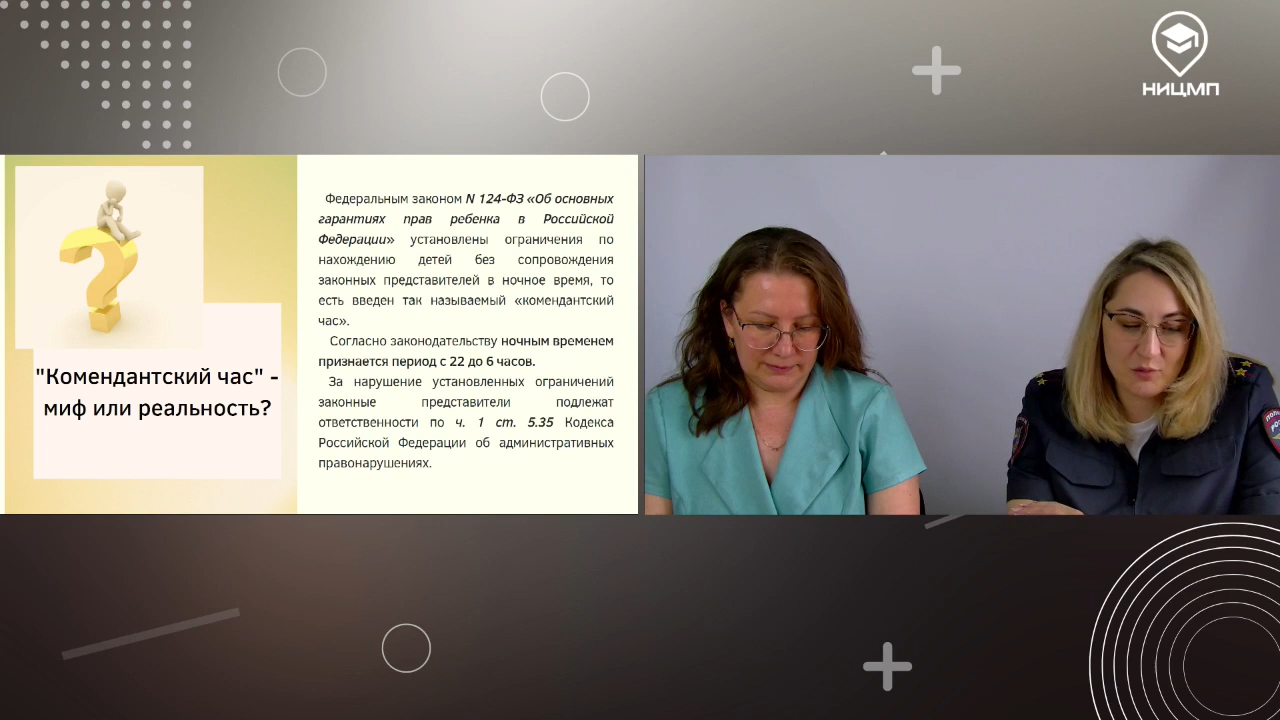 НИЦМП
"Комендантский час" -
миф или реальность?
Федеральным законом N 124-ФЗ «Об основных
гарантиях прав ребенка в Российской
Федерации» установлены ограничения по
нахождению детей без сопровождения
законных представителей в ночное время, то
есть введен так называемый «комендантский
час».
Согласно законодательству ночным временем
признается период с 22 до 6 часов.
За нарушение установленных ограничений
законные представители подлежат
ответственности по ч. 1 ст. 5.35 Кодекса
Российской Федерации об административных
правонарушениях.